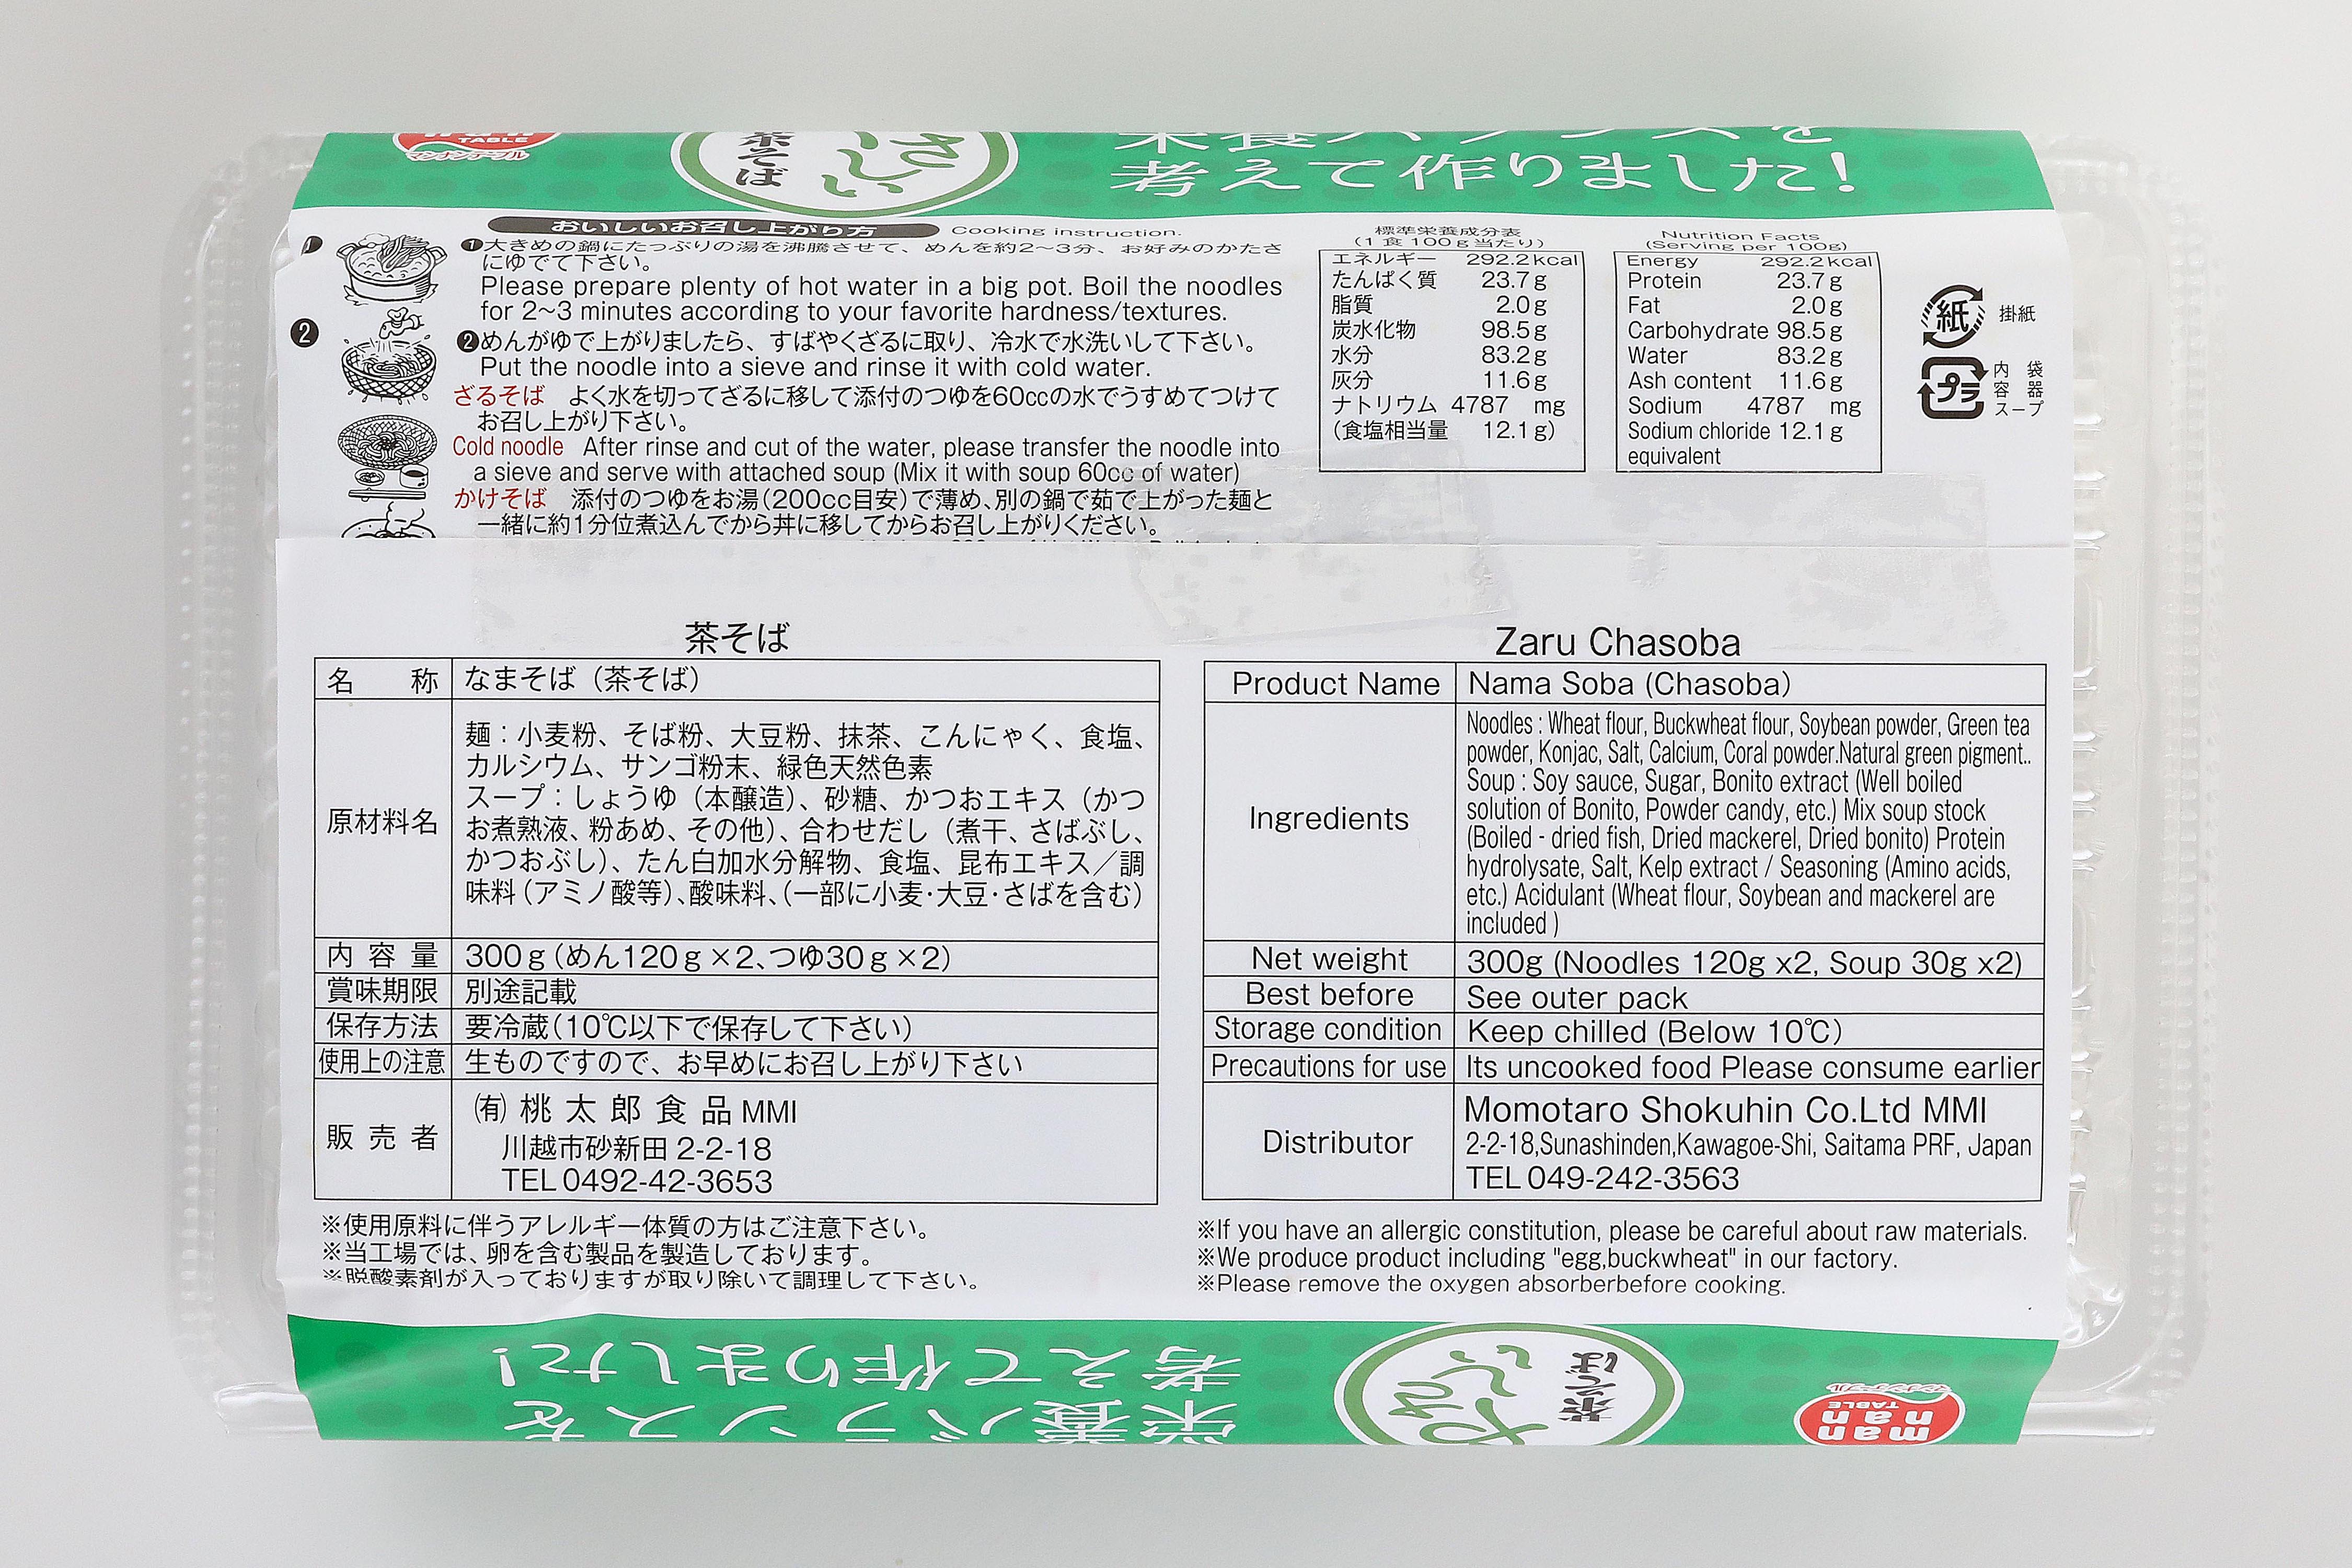 TABLE
マンナンテーブル
さしい
茶そば
栄養バランスを
考えて作りました!
おいしいお召し上がり方 Cooking instruction.
❶大きめの鍋にたっぷりの湯を沸騰させて、めんを約2〜3分、お好みのかたさ
にゆでて下さい。
Please prepare plenty of hot water in a big pot. Boil the noodles
for 2~3 minutes according to your favorite hardness/textures.
❷
❷めんがゆで上がりましたら、すばやくざるに取り、冷水で水洗いして下さい。
Put the noodle into a sieve and rinse it with cold water.
ざるそば よく水を切ってざるに移して添付のつゆを60ccの水でうすめてつけて
お召し上がり下さい。
Cold noodle After rinse and cut of the water, please transfer the noodle into
a sieve and serve with attached soup (Mix it with soup 60cc of water)
かけそば 添付のつゆをお湯(200cc目安)で薄め、別の鍋で茹で上がった麺と
一緒に約1分位煮込んでから丼に移してからお召し上がりください。
標準栄養成分表
(1食100g当たり)
エネルギー 292.2kcal
たんぱく質 23.7g
脂質 2.0g
炭水化物 98.5g
水分 83.2g
灰分 11.6g
ナトリウム 4787 mg
(食塩相当量 12.1g)
Nutrition Facts
(Serving per 100g)
Energy 292.2kcal
Protein 23.7g
Fat 2.0g
Carbohydrate 98.5g
Water 83.2g
Ash content 11.6g
Sodium 4787 mg
Sodium chloride 12.1g
equivalent
紙 掛紙
プラ 内袋
容器
スープ
茶そば
名称 なまそば(茶そば)
原材料名 麺:小麦粉、そば粉、大豆粉、抹茶、こんにゃく、食塩、
カルシウム、サンゴ粉末、緑色天然色素
スープ:しょうゆ(本醸造)、砂糖、かつおエキス(かつ
お煮熟液、粉あめ、その他)、合わせだし(煮干、さばぶし、
かつおぶし)、たん白加水分解物、食塩、昆布エキス/調
味料(アミノ酸等)、酸味料、(一部に小麦・大豆・さばを含む)
内容量 300g(めん120g×2、つゆ30g×2)
賞味期限 別途記載
保存方法 要冷蔵(10℃以下で保存して下さい)
使用上の注意 生ものですので、お早めにお召し上がり下さい
販売者 ㈲桃太郎食品MMI
川越市砂新田2-2-18
TEL0492-42-3653
※使用原料に伴うアレルギー体質の方はご注意下さい。
※当工場では、卵を含む製品を製造しております。
※脱酸素剤が入っておりますが取り除いて調理して下さい。
Zaru Chasoba
Product Name Nama Soba (Chasoba)
Ingredients Noodles : Wheat flour, Buckwheat flour, Soybean powder, Green tea
powder, Konjac, Salt, Calcium, Coral powder.Natural green pigment..
Soup : Soy sauce, Sugar, Bonito extract (Well boiled
solution of Bonito, Powder candy, etc.) Mix soup stock
(Boiled - dried fish, Dried mackerel, Dried bonito) Protein
hydrolysate, Salt, Kelp extract / Seasoning (Amino acids,
etc.) Acidulant (Wheat flour, Soybean and mackerel are
included )
Net weight 300g (Noodles 120g x2, Soup 30g x2)
Best before See outer pack
Storage condition Keep chilled (Below 10℃)
Precautions for use Its uncooked food Please consume earlier
Distributor Momotaro Shokuhin Co.Ltd MMI
2-2-18,Sunashinden,Kawagoe-Shi, Saitama PRF, Japan
TEL 049-242-3563
※If you have an allergic constitution, please be careful about raw materials.
※We produce product including "egg,buckwheat" in our factory.
※Please remove the oxygen absorberbefore cooking.
栄養バランスを
考えて作りました!
やさしい
茶そば
man
nan
TABLE
マンナンテーブル